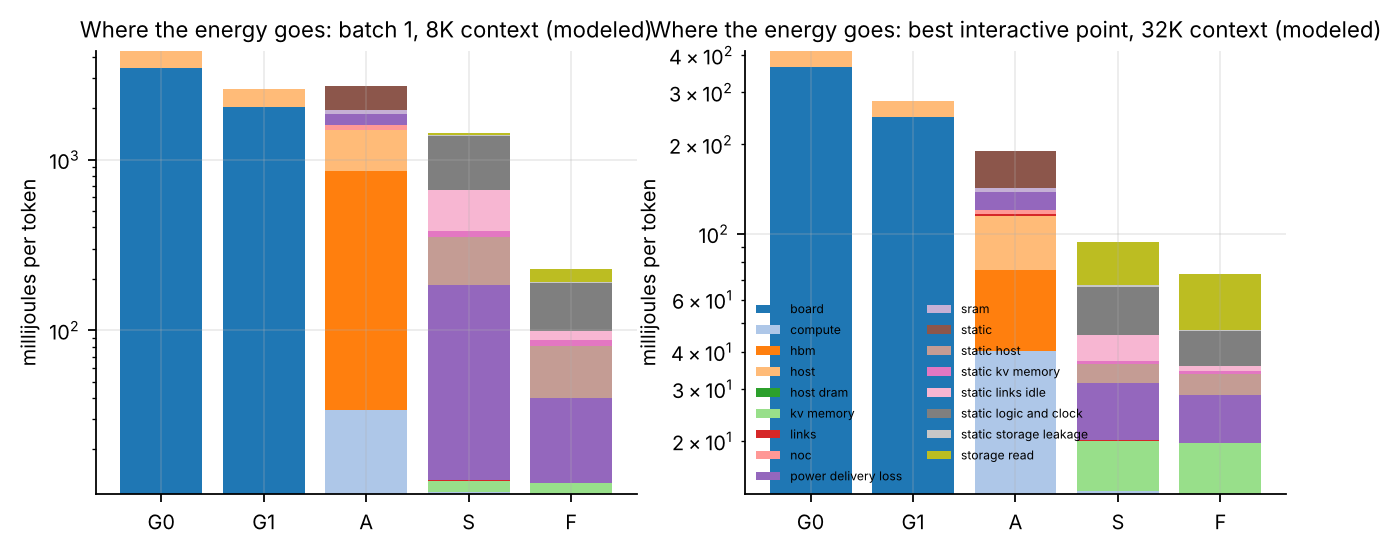 Where the energy goes: batch 1, 8K context (modeled)
millijoules per token
10³
10²
G0
G1
A
S
F
Where the energy goes: best interactive point, 32K context (modeled)
millijoules per token
4 × 10²
3 × 10²
2 × 10²
10²
6 × 10¹
4 × 10¹
3 × 10¹
2 × 10¹
board
compute
hbm
host
host dram
kv memory
links
noc
power delivery loss
sram
static
static host
static kv memory
static links idle
static logic and clock
static storage leakage
storage read
G0
G1
A
S
F